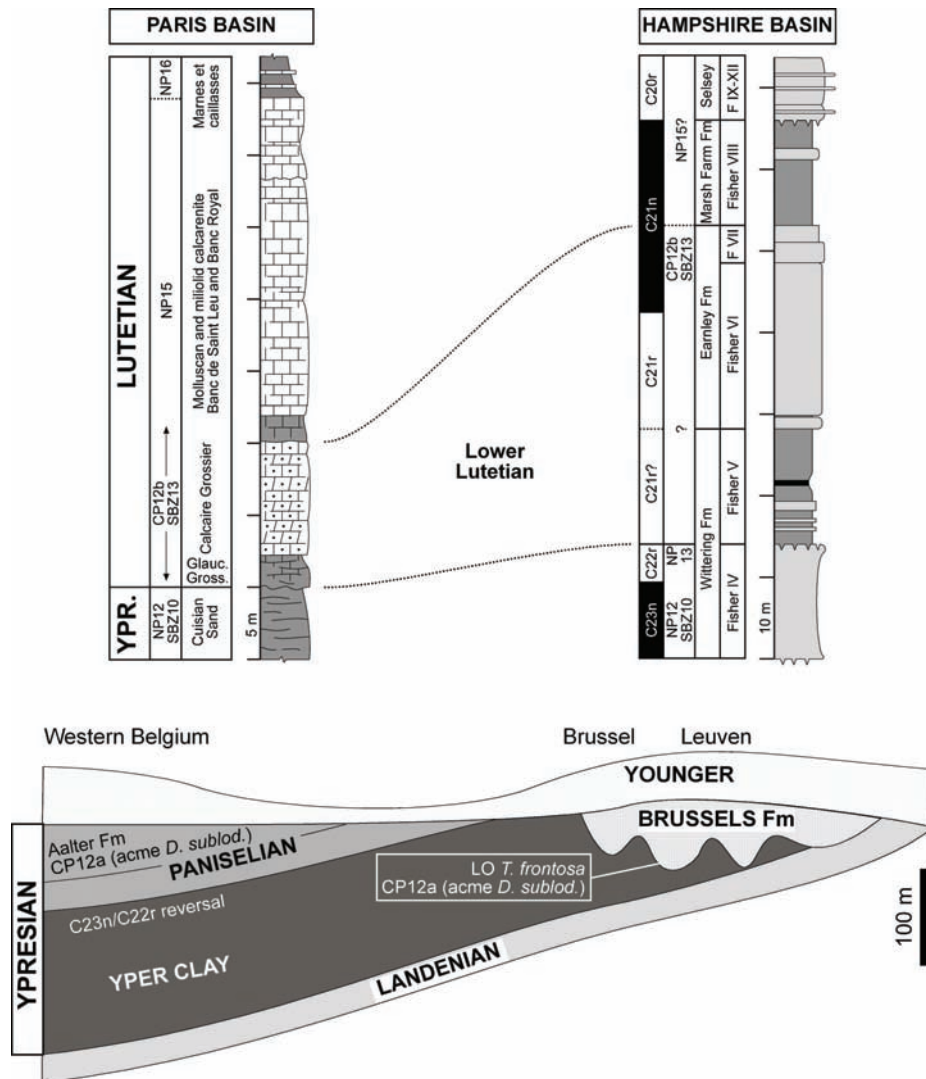 PARIS BASIN
HAMPSHIRE BASIN
LUTETIAN
YPR.
NP16
NP15
CP12b
SBZ13
NP12
SBZ10
Marnes et
caillasses
Molluscan and miliolid calcarenite
Banc de Saint Leu and Banc Royal
Calcaire Grossier
Glauc.
Gross.
Cuisian
Sand
5 m
Lower
Lutetian
C20r
C21n
C21r
C21r?
C22r
C23n
NP15?
CP12b
SBZ13
?
NP
13
NP12
SBZ10
Selsey
Marsh Farm Fm
Earnley Fm
Wittering Fm
F IX-XII
Fisher VIII
F VII
Fisher VI
Fisher V
Fisher IV
10 m
Western Belgium
Brussel
Leuven
YOUNGER
BRUSSELS Fm
Aalter Fm
CP12a (acme D. sublod.)
PANISELIAN
LO T. frontosa
CP12a (acme D. sublod.)
C23n/C22r reversal
YPER CLAY
LANDENIAN
YPRESIAN
100 m